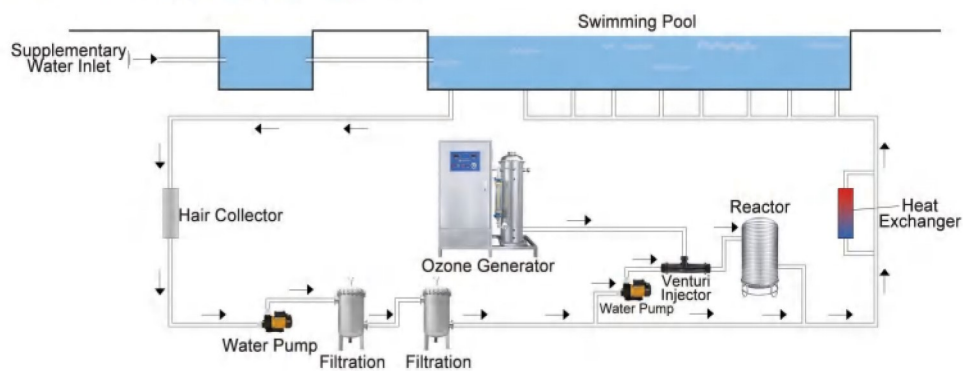 Swimming Pool
Supplementary
Water Inlet
Hair Collector
Reactor
Heat
Exchanger
Ozone Generator
Venturi
Injector
Water Pump
Water Pump
Filtration
Filtration